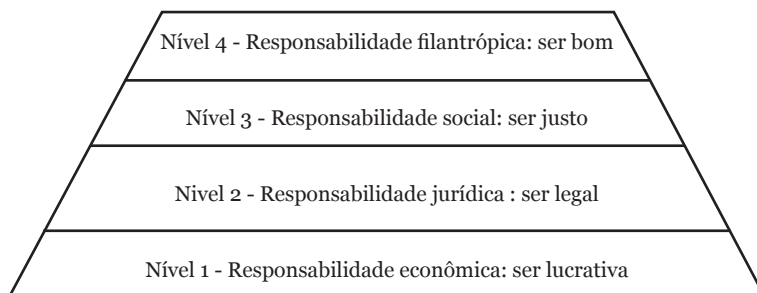 Nível 4 - Responsabilidade filantrópica: ser bom
Nível 3 - Responsabilidade social: ser justo
Nivel 2 - Responsabilidade jurídica : ser legal
Nível 1 - Responsabilidade econômica: ser lucrativa